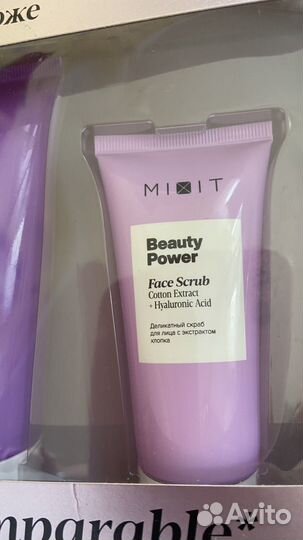 оже
MIXIT
Beauty
Power
Face Scrub
Cotton Extract
+ Hyaluronic Acid
Деликатный скраб
для лица с экстрактом
хлопка
mparable*
Avito